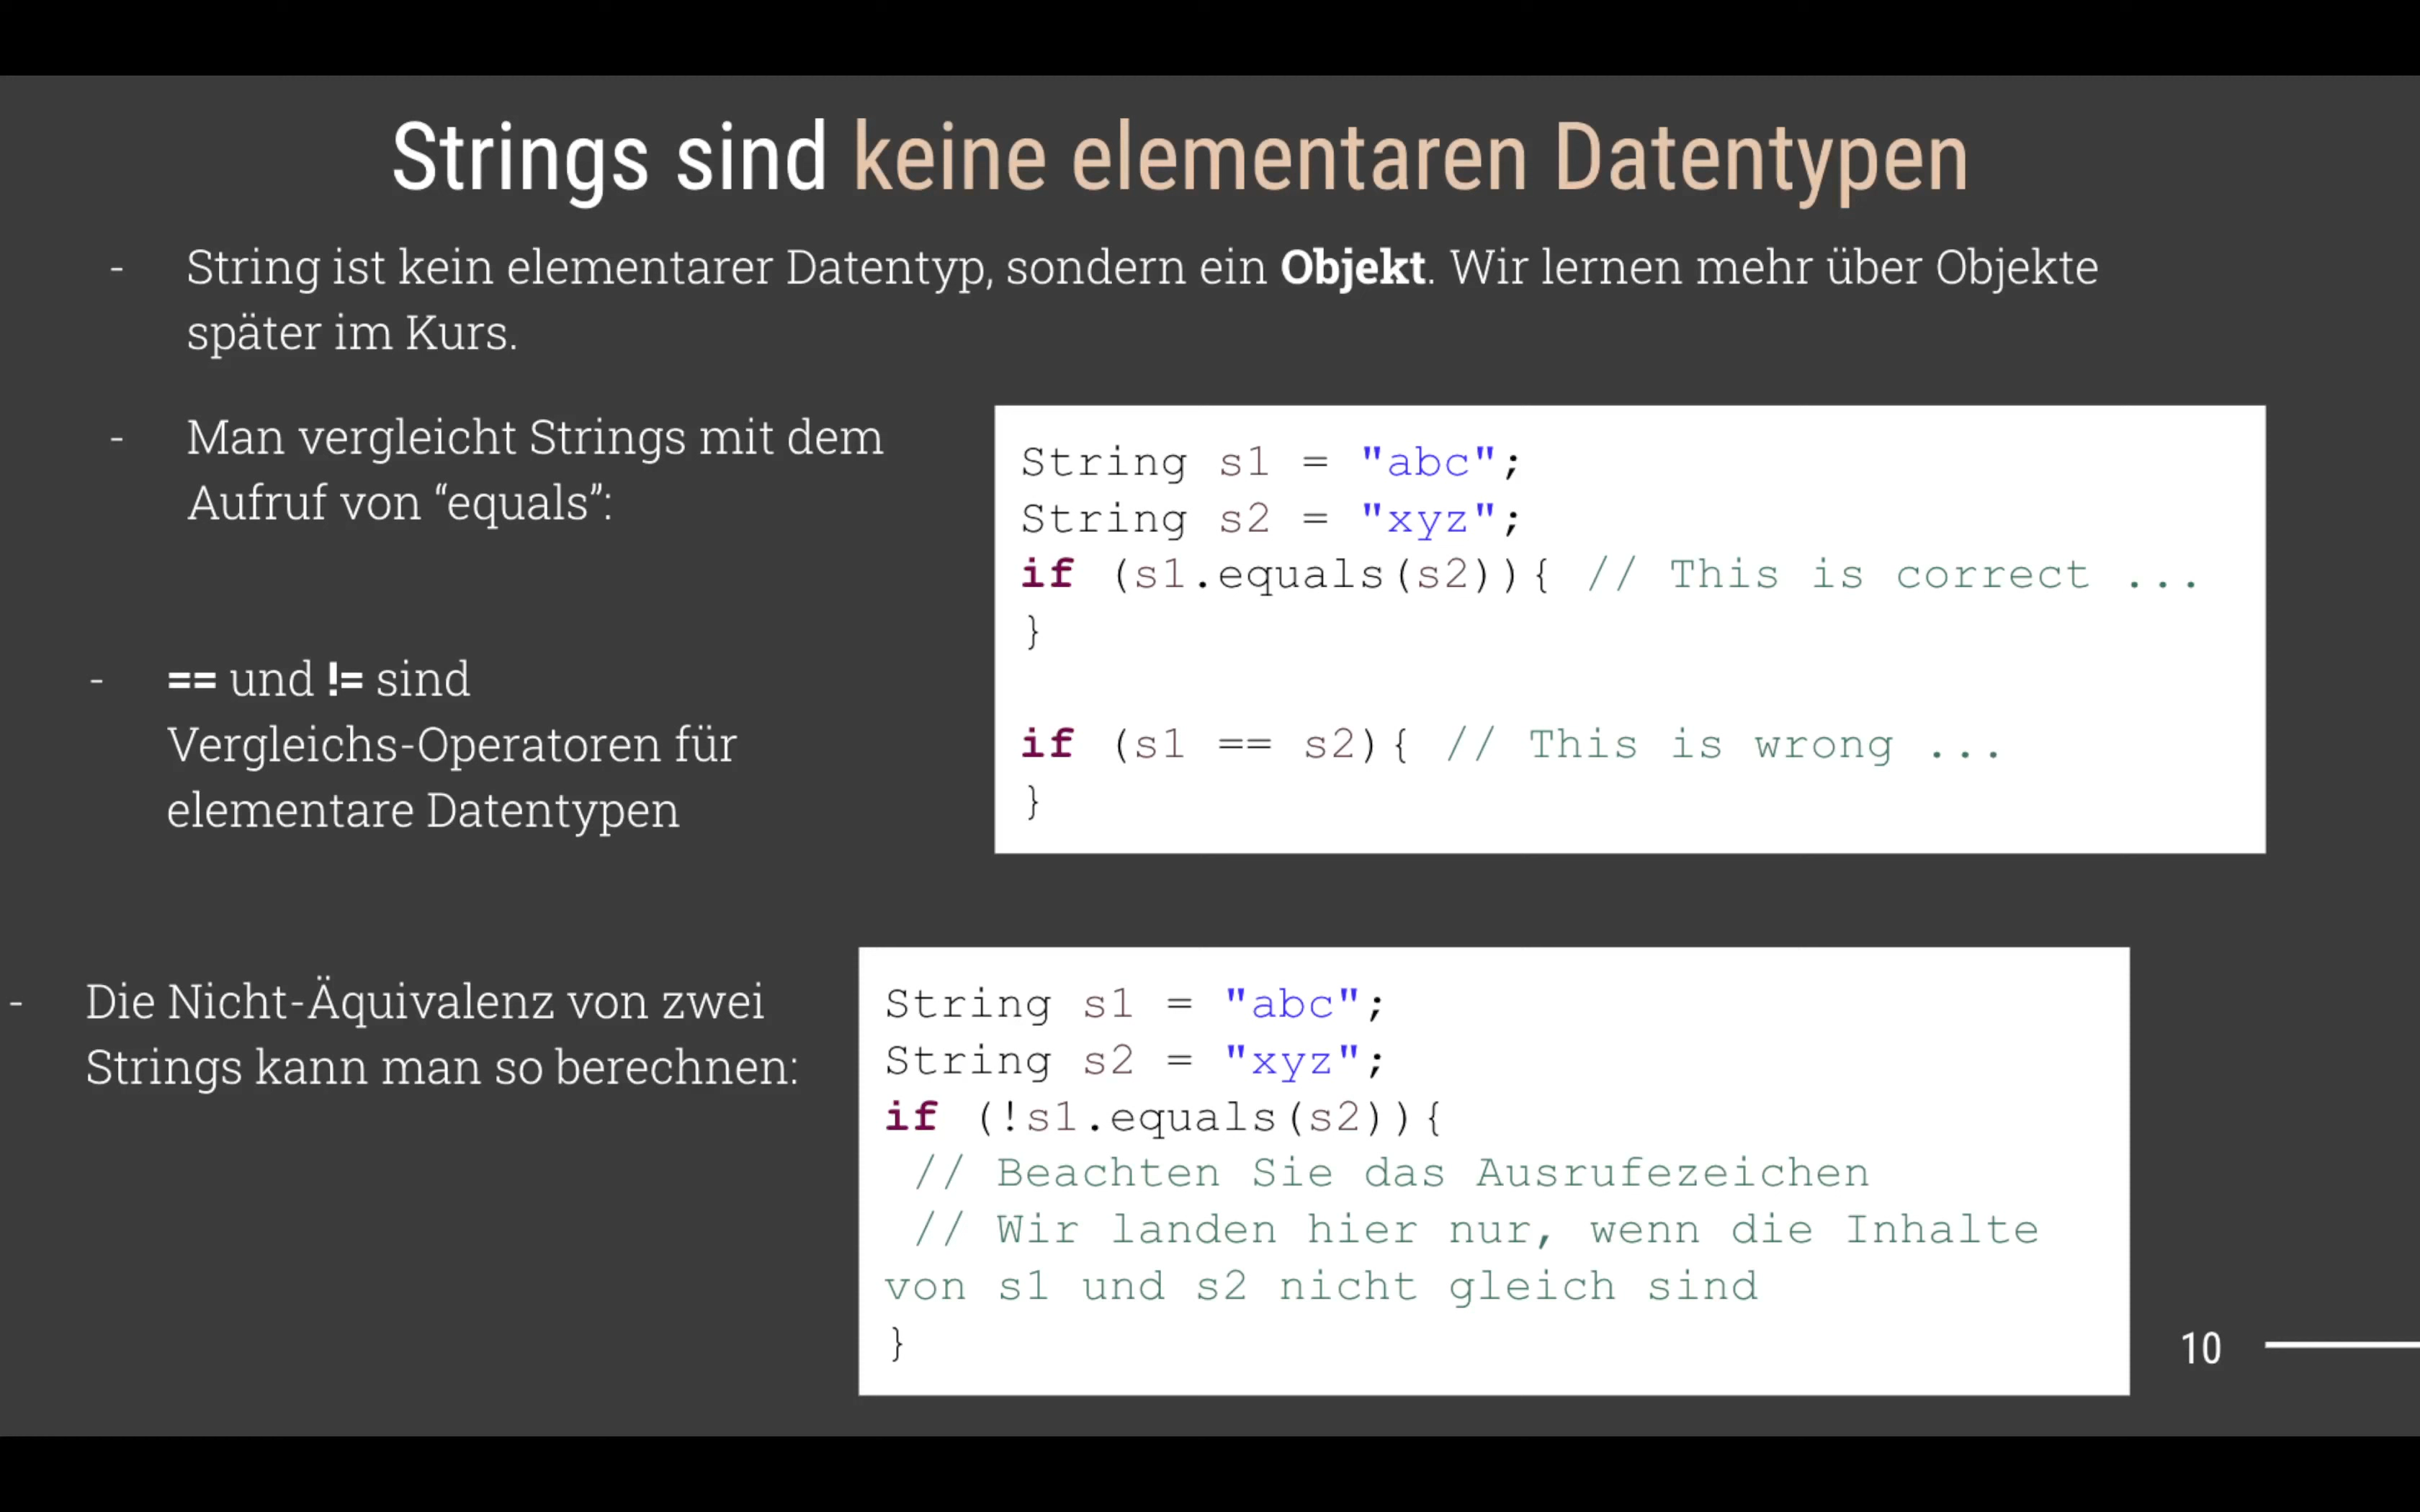 Strings sind keine elementaren Datentypen
- String ist kein elementarer Datentyp, sondern ein Objekt. Wir lernen mehr über Objekte
später im Kurs.
- Man vergleicht Strings mit dem
Aufruf von “equals”:
String s1 = "abc";
String s2 = "xyz";
if (s1.equals(s2)){ // This is correct ...
}
if (s1 == s2){ // This is wrong ...
}
- == und != sind
Vergleichs-Operatoren für
elementare Datentypen
- Die Nicht-Äquivalenz von zwei
Strings kann man so berechnen:
String s1 = "abc";
String s2 = "xyz";
if (!s1.equals(s2)){
// Beachten Sie das Ausrufezeichen
// Wir landen hier nur, wenn die Inhalte
von s1 und s2 nicht gleich sind
}
10